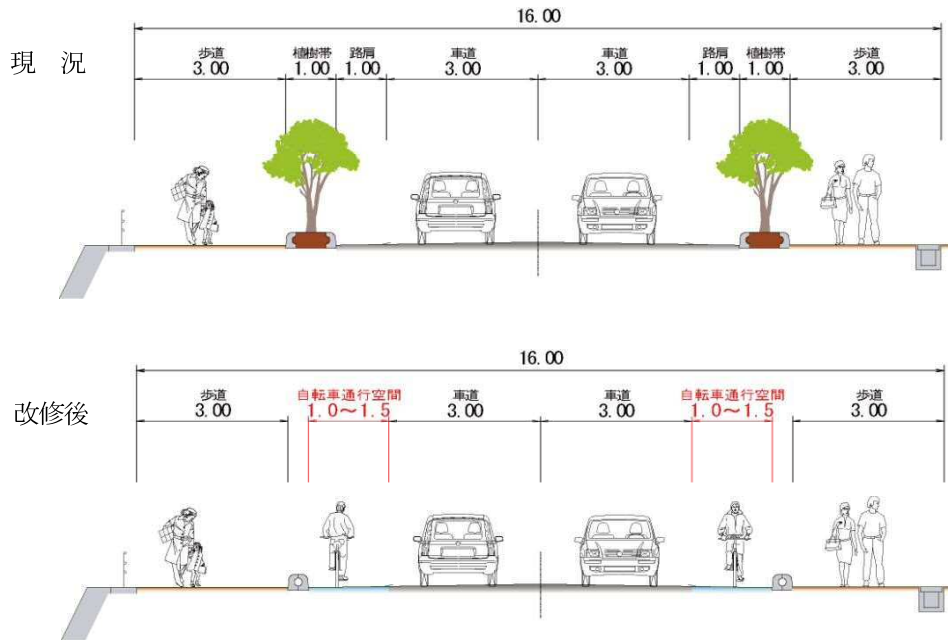 現 況
16.00
歩道 植樹帯 路肩 車道 車道 路肩 植樹帯 歩道
3.00 1.00 1.00 3.00 3.00 1.00 1.00 3.00
改修後
16.00
歩道 自転車通行空間 車道 車道 自転車通行空間 歩道
3.00 1.0～1.5 3.00 3.00 1.0～1.5 3.00